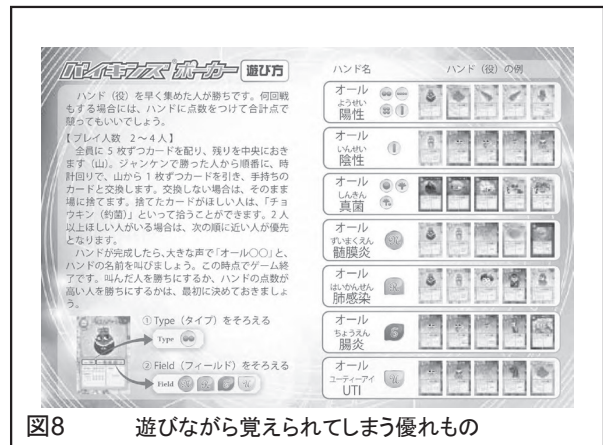 バイキンズ®ポーカー 遊び方
ハンド（役）を早く集めた人が勝ちです。何回戦
もする場合には、ハンドに点数をつけて合計点で
競ってもいいでしょう。
【プレイ人数 2〜4人】
全員に5枚ずつカードを配り、残りを中央におき
ます（山）。ジャンケンで勝った人から順番に、時
計回りで、山から1枚ずつカードを引き、手持ちの
カードと交換します。交換しない場合は、そのまま
場に捨てます。捨てたカードがほしい人は、「チョ
ウキン（釣菌）」といって拾うことができます。2人
以上ほしい人がいる場合は、次の順に近い人が優先
となります。
ハンドが完成したら、大きな声で「オール○○」と、
ハンドの名前を叫びましょう。この時点でゲーム終
了です。叫んだ人を勝ちにするか、ハンドの点数が
高い人を勝ちにするかは、最初に決めておきましょ
う。
① Type（タイプ）をそろえる
Type
② Field（フィールド）をそろえる
Field
ハンド名 ハンド（役）の例
オール
ようせい
陽性
オール
いんせい
陰性
オール
しんきん
真菌
オール
ずいまくえん
髄膜炎
オール
はいかんせん
肺感染
オール
ちょうえん
腸炎
オール
ユーティーアイ
UTI
図8 遊びながら覚えられてしまう優れもの